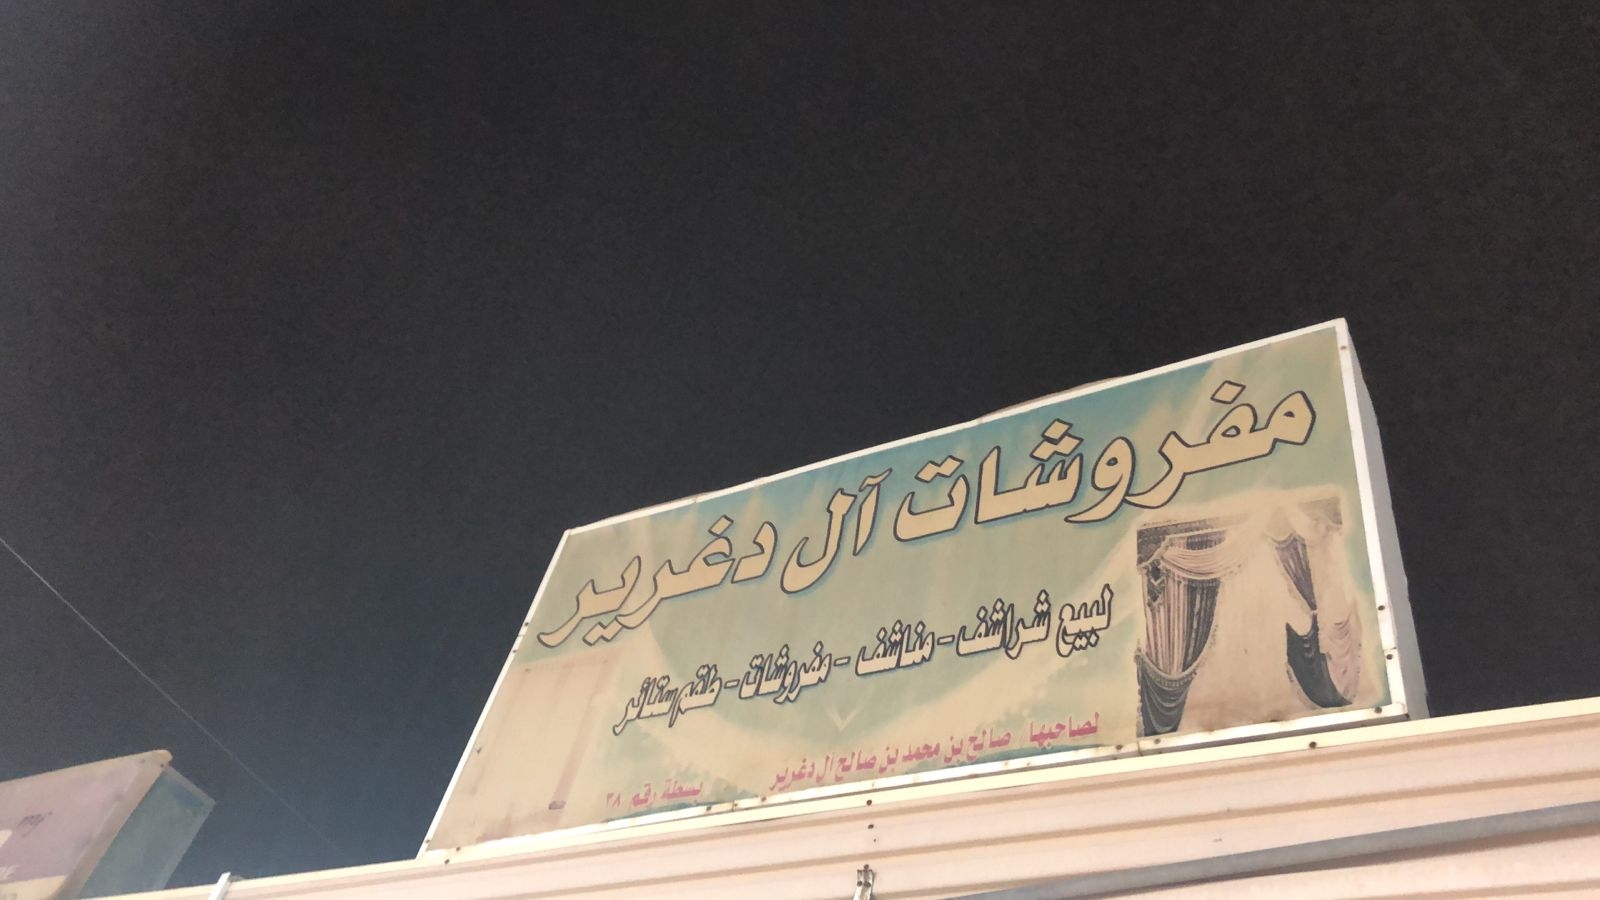 مفروشات آل دغرير
لبيع شراشف - مناشف - مفروشات - طقم ستائر
لصاحبها / صالح بن محمد بن صالح آل دغرير
بسطة رقم ٣٨
my